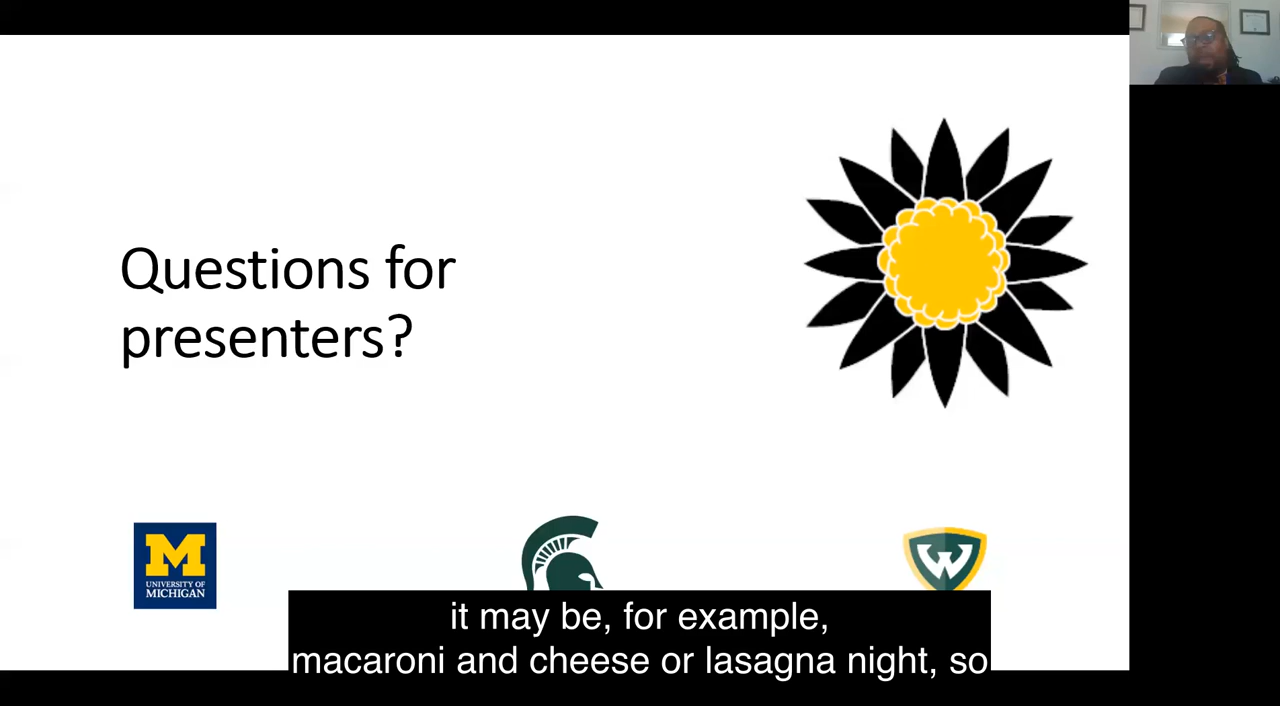 Questions for
presenters?
M
UNIVERSITY OF
MICHIGAN
W
it may be, for example,
macaroni and cheese or lasagna night, so